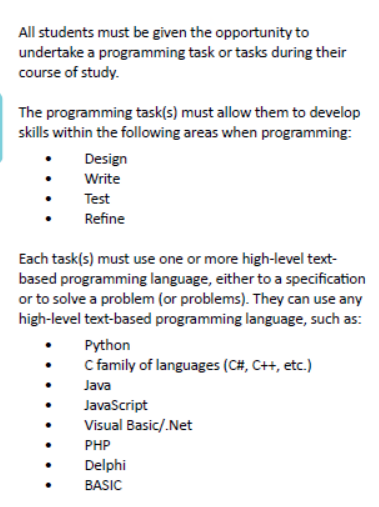 All students must be given the opportunity to
undertake a programming task or tasks during their
course of study.
The programming task(s) must allow them to develop
skills within the following areas when programming:
• Design
• Write
• Test
• Refine
Each task(s) must use one or more high-level text-
based programming language, either to a specification
or to solve a problem (or problems). They can use any
high-level text-based programming language, such as:
• Python
• C family of languages (C#, C++, etc.)
• Java
• JavaScript
• Visual Basic/.Net
• PHP
• Delphi
• BASIC